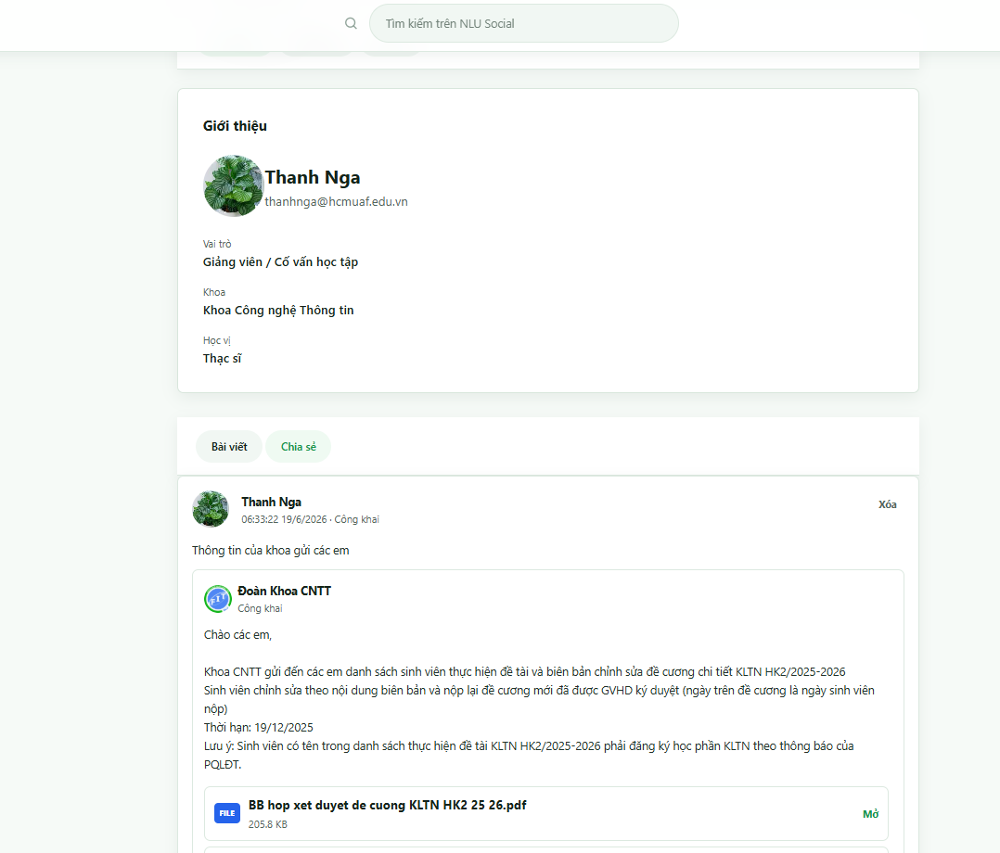 Tìm kiếm trên NLU Social
Giới thiệu
Thanh Nga
thanhnga@hcmuaf.edu.vn
Vai trò
Giảng viên / Cố vấn học tập
Khoa
Khoa Công nghệ Thông tin
Học vị
Thạc sĩ
Bài viết
Chia sẻ
Thanh Nga
06:33:22 19/6/2026 · Công khai
Xóa
Thông tin của khoa gửi các em
FIT
Đoàn Khoa CNTT
Công khai
Chào các em,
Khoa CNTT gửi đến các em danh sách sinh viên thực hiện đề tài và biên bản chỉnh sửa đề cương chi tiết KLTN HK2/2025-2026
Sinh viên chỉnh sửa theo nội dung biên bản và nộp lại đề cương mới đã được GVHD ký duyệt (ngày trên đề cương là ngày sinh viên
nộp)
Thời hạn: 19/12/2025
Lưu ý: Sinh viên có tên trong danh sách thực hiện đề tài KLTN HK2/2025-2026 phải đăng ký học phần KLTN theo thông báo của
PQLĐT.
FILE
BB hop xet duyet de cuong KLTN HK2 25 26.pdf
205.8 KB
Mở